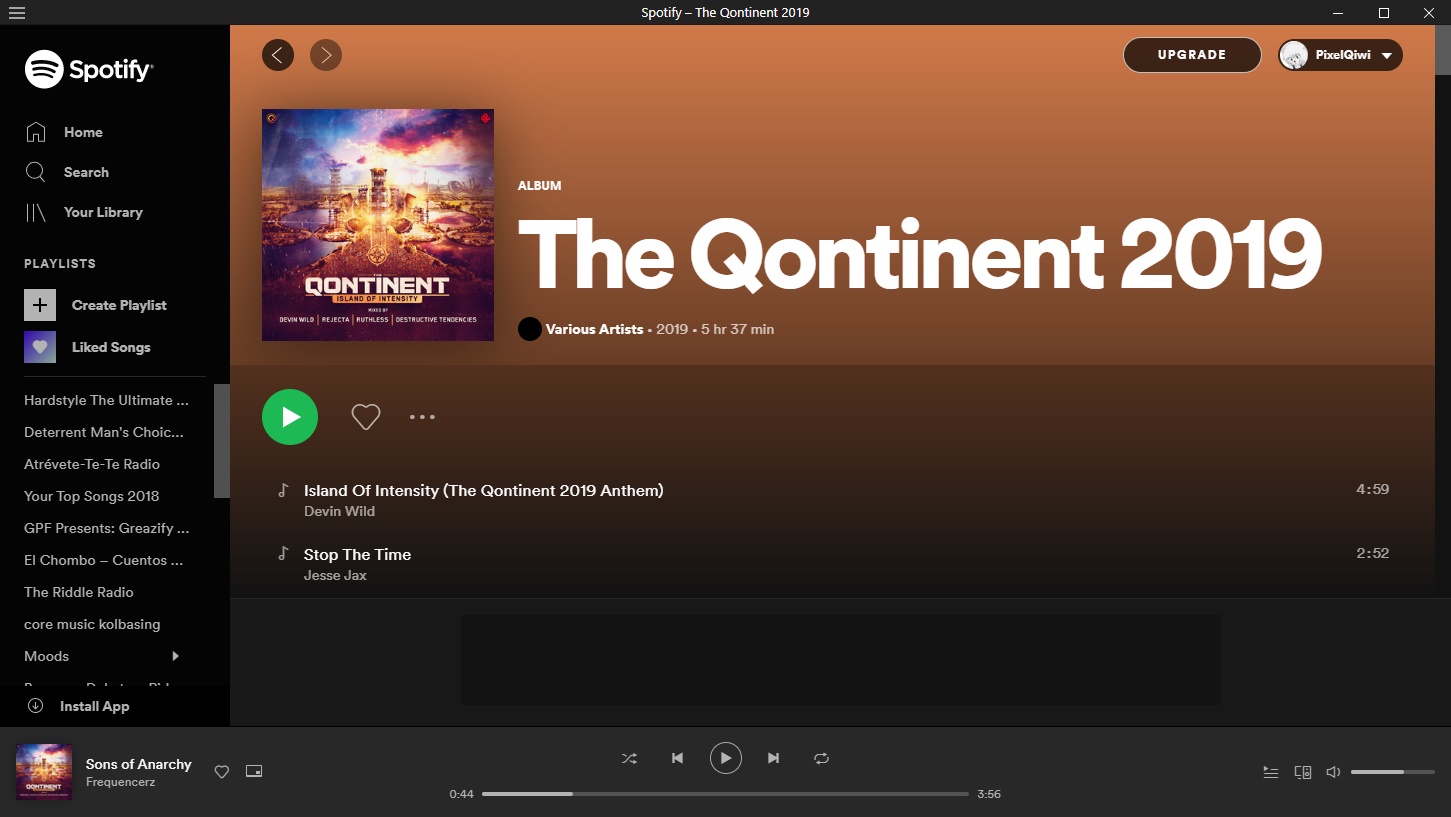 Spotify – The Qontinent 2019
Spotify
Home
Search
Your Library
PLAYLISTS
Create Playlist
Liked Songs
Hardstyle The Ultimate ...
Deterrent Man's Choic...
Atrévete-Te-Te Radio
Your Top Songs 2018
GPF Presents: Greazify ...
El Chombo – Cuentos ...
The Riddle Radio
core music kolbasing
Moods
Install App
UPGRADE
PixelQiwi
THE
QONTINENT
ISLAND OF INTENSITY
MIXED BY
DEVIN WILD | REJECTA | RUTHLESS | DESTRUCTIVE TENDENCIES
ALBUM
The Qontinent 2019
Various Artists • 2019 • 5 hr 37 min
Island Of Intensity (The Qontinent 2019 Anthem) 4:59
Devin Wild
Stop The Time 2:52
Jesse Jax
QONTINENT
Sons of Anarchy
Frequencerz
0:44 3:56